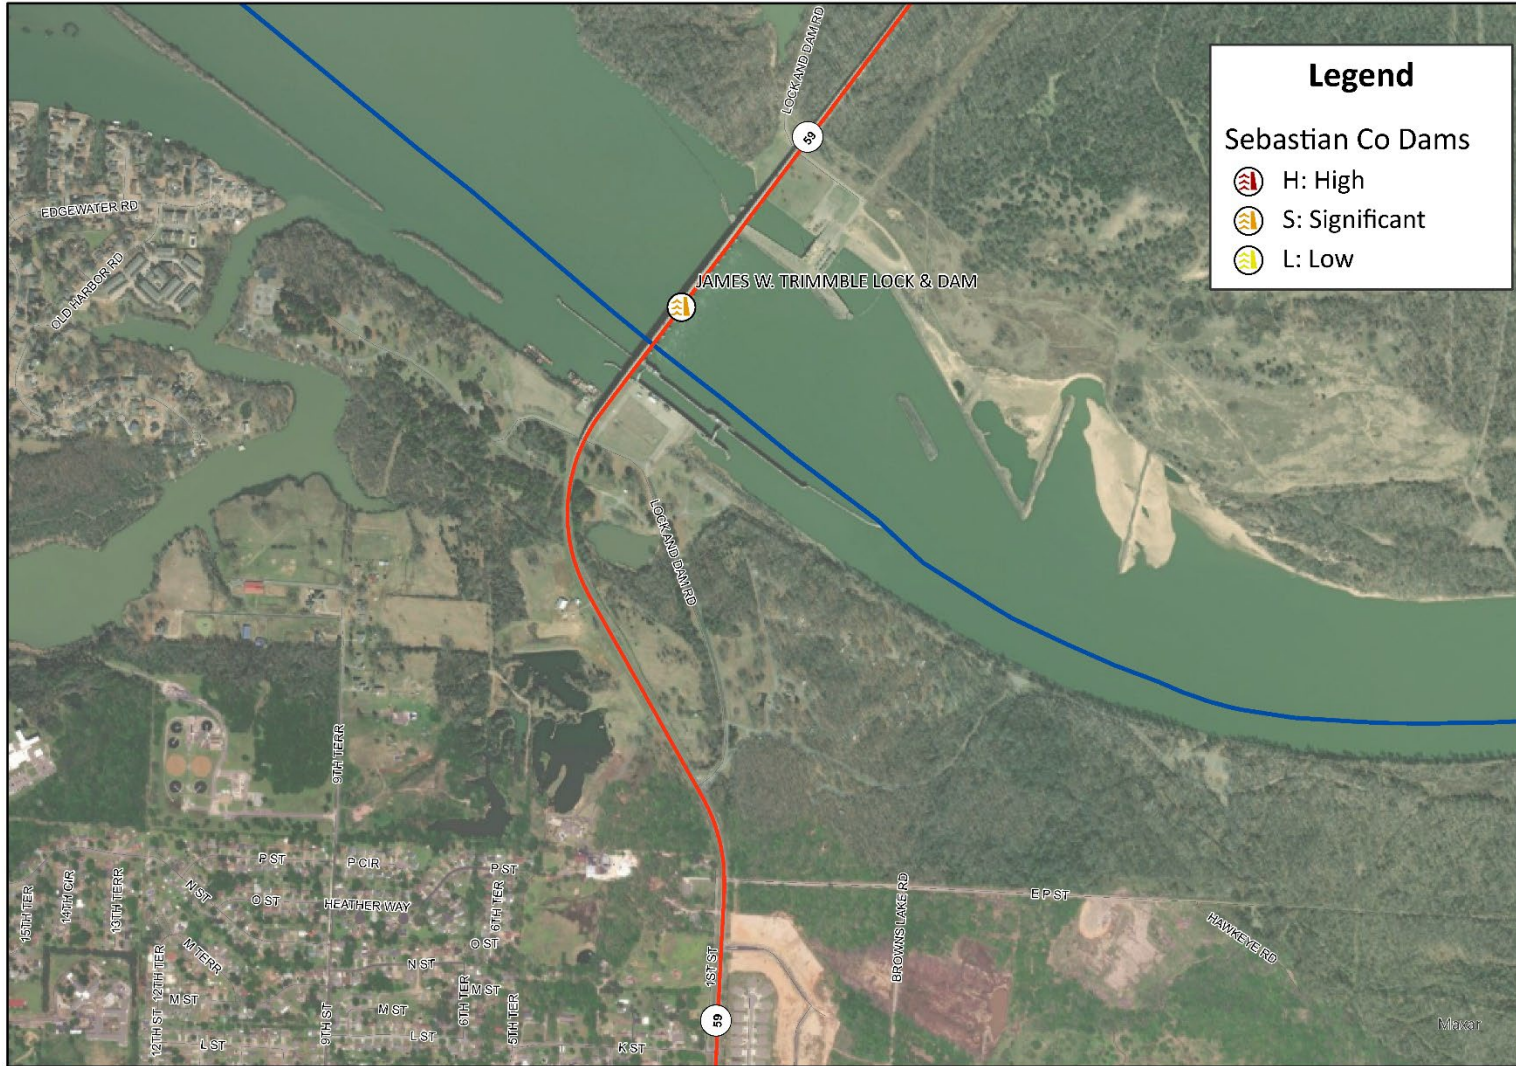 Legend
Sebastian Co Dams
H: High
S: Significant
L: Low
LOCK AND DAM RD
59
EDGEWATER RD
OLD HARBOR RD
JAMES W. TRIMMBLE LOCK & DAM
LOCK AND DAM RD
9TH TERR
P ST
P CIR
P ST
N ST
O ST
HEATHER WAY
6TH TER
15TH TER
14TH CIR
13TH TERR
E P ST
BROWNS LAKE RD
HAWKEYE RD
M TERR
O ST
N ST
1ST ST
12TH TER
M ST
M ST
M ST
6TH TER
5TH TER
12TH ST
9TH ST
L ST
L ST
K ST
59
Maxar